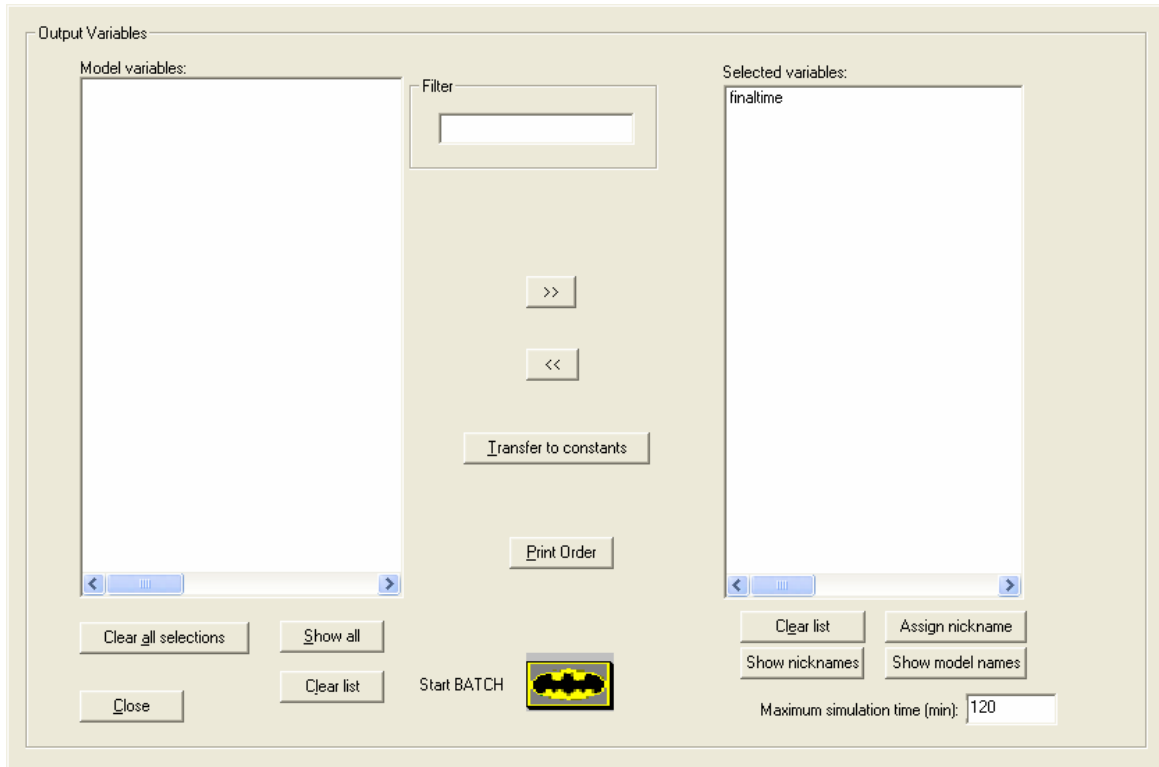 Output Variables
Model variables:
Selected variables:
Filter
finaltime
>>
<<
Transfer to constants
Print Order
Clear all selections
Show all
Clear list
Assign nickname
Show nicknames
Show model names
Clear list
Start BATCH
Close
Maximum simulation time (min): 120